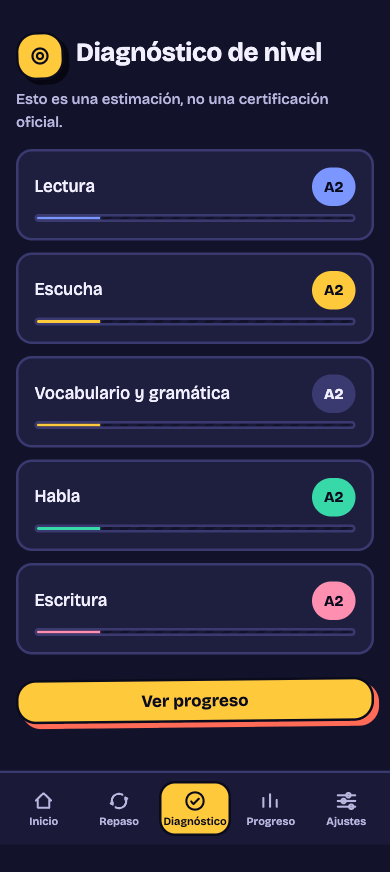 Diagnóstico de nivel
Esto es una estimación, no una certificación
oficial.
Lectura
A2
Escucha
A2
Vocabulario y gramática
A2
Habla
A2
Escritura
A2
Ver progreso
Inicio
Repaso
Diagnóstico
Progreso
Ajustes